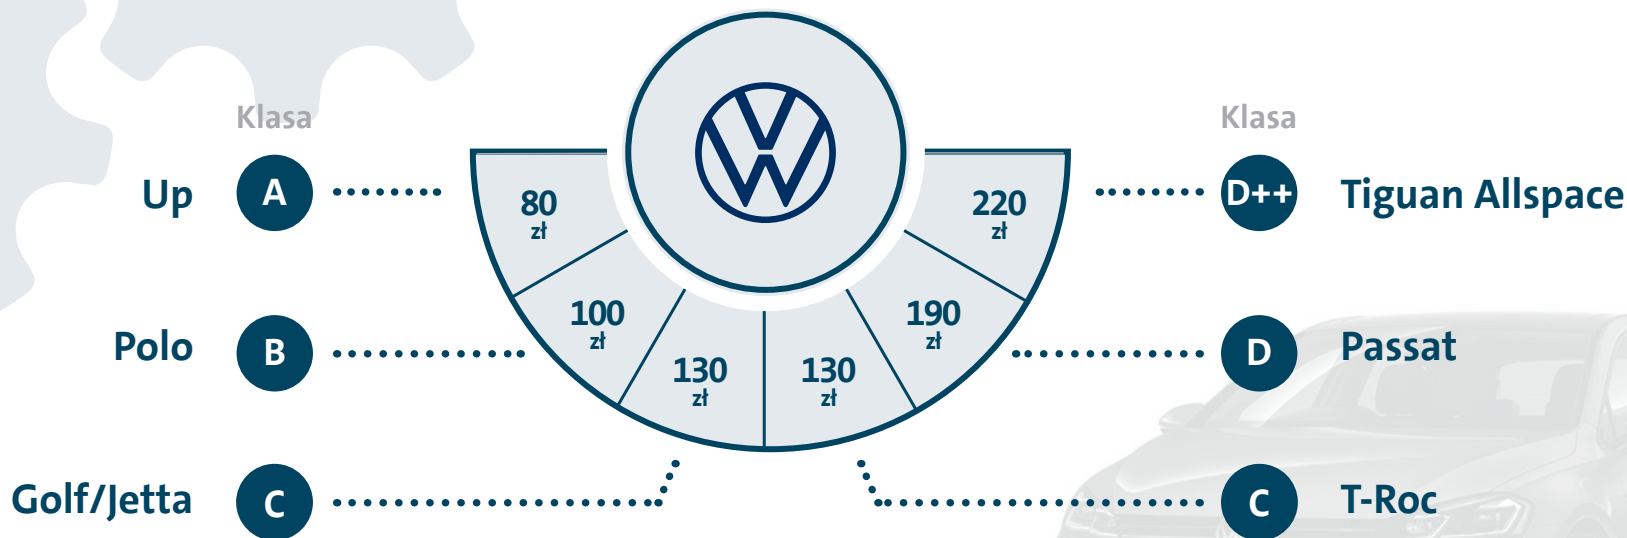 Klasa
Up
A
80
zł
Polo
B
100
zł
Golf/Jetta
C
130
zł
Klasa
220
zł
D++
Tiguan Allspace
190
zł
D
Passat
130
zł
C
T-Roc